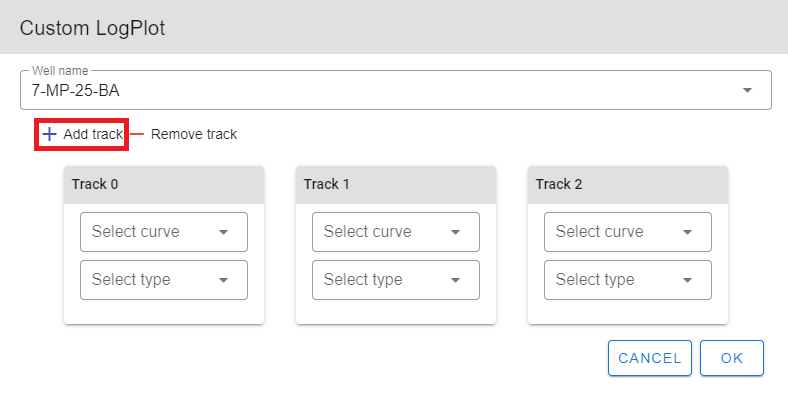 Custom LogPlot
Well name
7-MP-25-BA
Add track Remove track
Track 0 Track 1 Track 2
Select curve Select curve Select curve
Select type Select type Select type
CANCEL OK